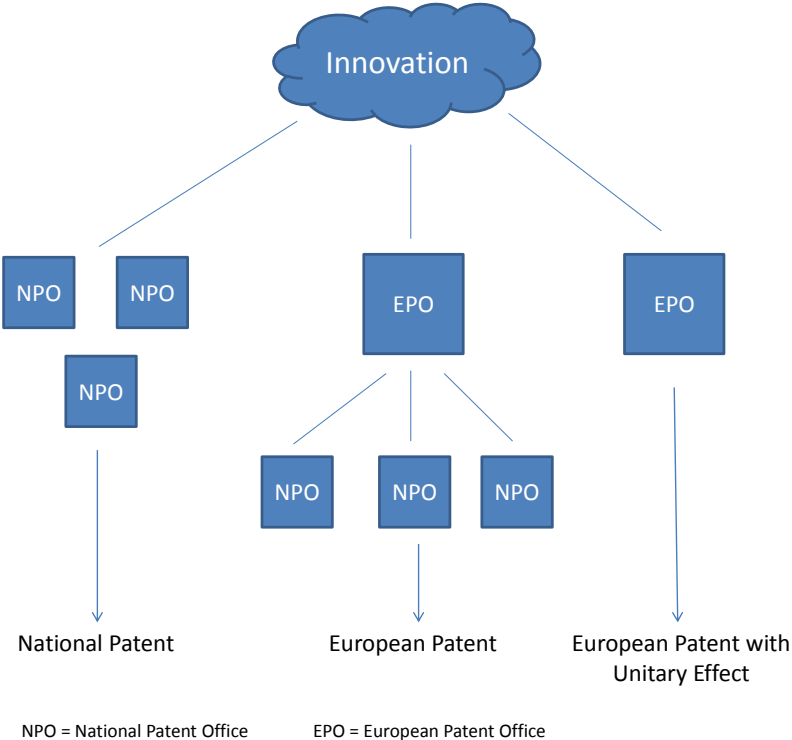 Innovation
NPO
NPO
EPO
EPO
NPO
NPO
NPO
NPO
National Patent
European Patent
European Patent with
Unitary Effect
NPO = National Patent Office
EPO = European Patent Office